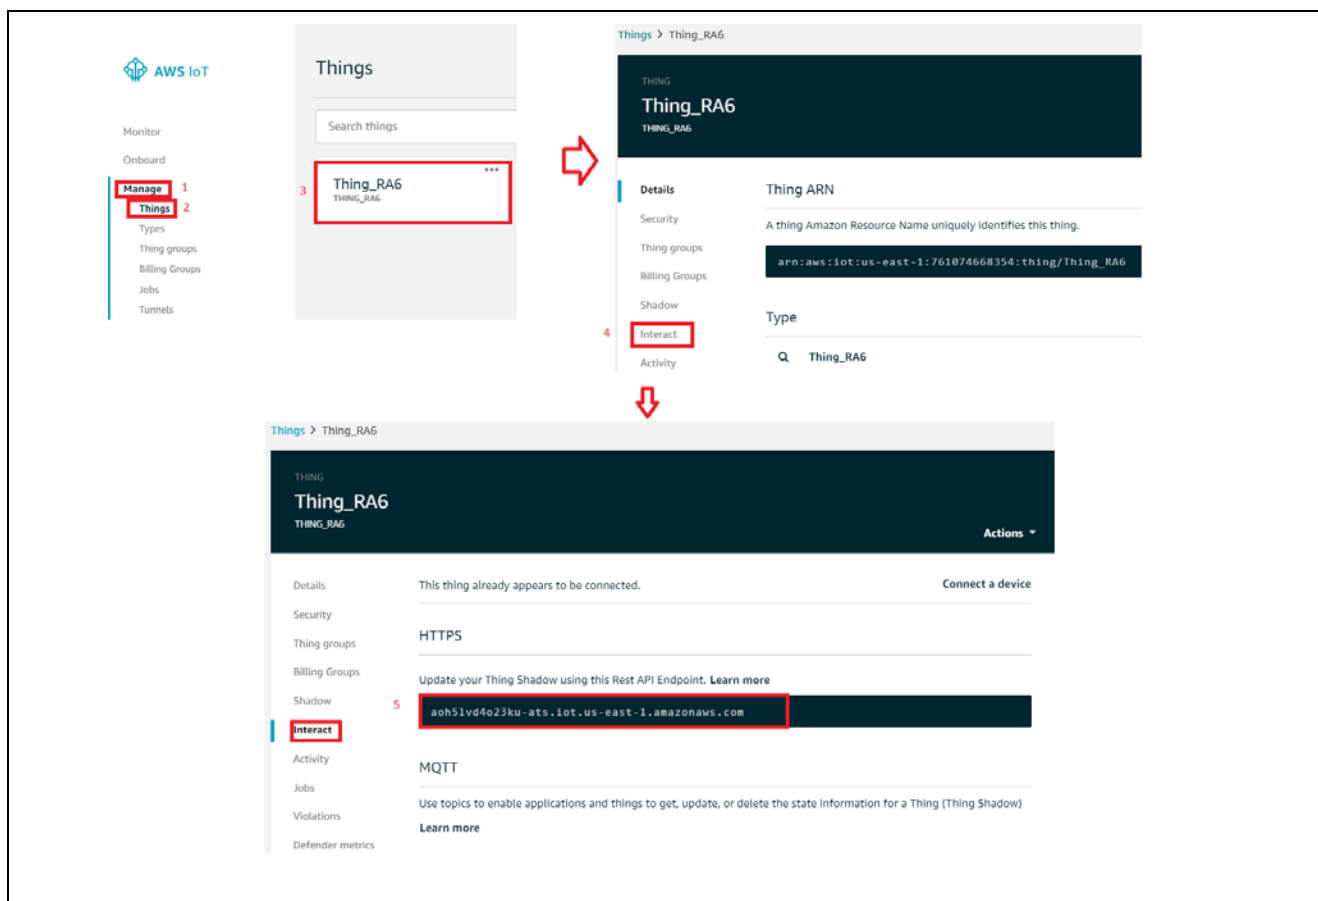 AWS IoT
Monitor
Onboard
Manage 1
Things 2
Types
Thing groups
Billing Groups
Jobs
Tunnels
Things
Search things
3
Thing_RA6
THING_RA6
Things > Thing_RA6
THING
Thing_RA6
THING_RA6
Details
Security
Thing groups
Billing Groups
Shadow
4 Interact
Activity
Thing ARN
A thing Amazon Resource Name uniquely identifies this thing.
arn:aws:iot:us-east-1:761074668354:thing/Thing_RA6
Type
Thing_RA6
Things > Thing_RA6
THING
Thing_RA6
THING_RA6
Actions
Details
Security
Thing groups
Billing Groups
Shadow
Interact
Activity
Jobs
Violations
Defender metrics
This thing already appears to be connected.
Connect a device
HTTPS
Update your Thing Shadow using this Rest API Endpoint. Learn more
5
aoh5lvd4o23ku-ats.iot.us-east-1.amazonaws.com
MQTT
Use topics to enable applications and things to get, update, or delete the state information for a Thing (Thing Shadow)
Learn more